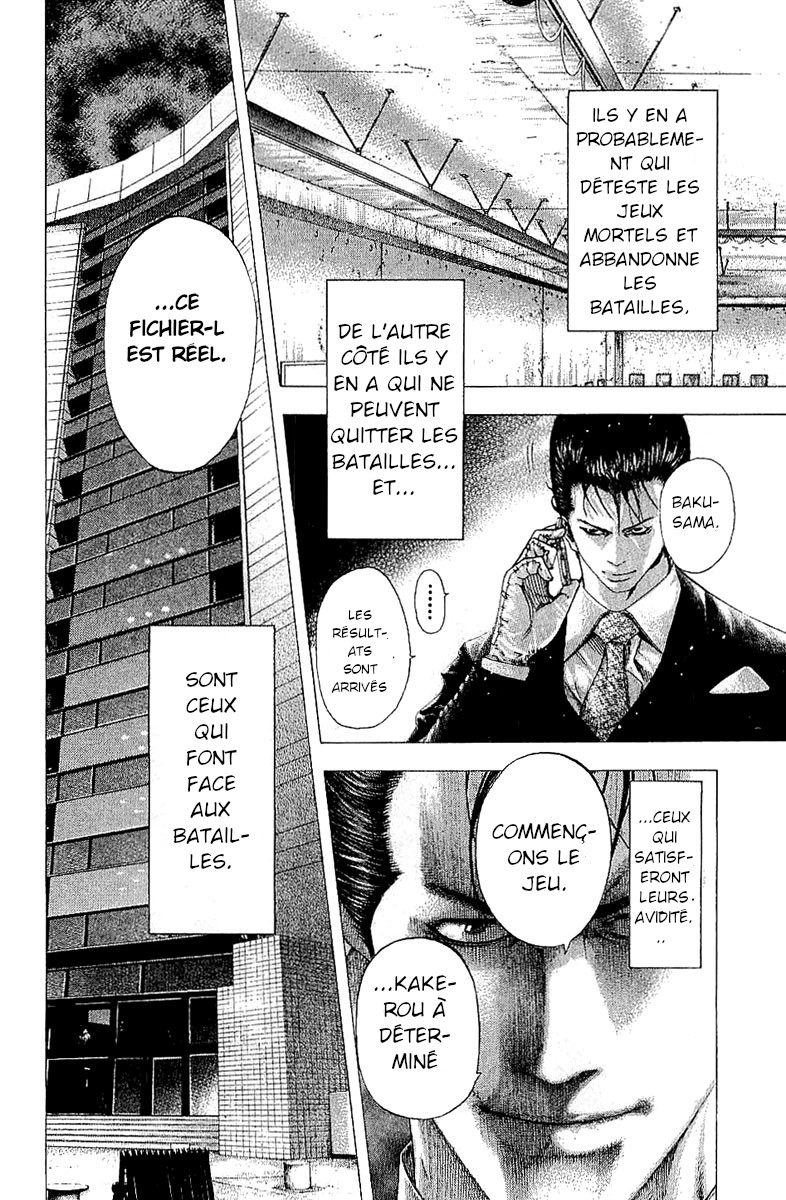 ILS Y EN A
PROBABLEME-
NT QUI
DÉTESTE LES
JEUX
MORTELS ET
ABBANDONNE
LES
BATAILLES.
DE L'AUTRE
CÔTÉ ILS Y
EN A QUI NE
PEUVENT
QUITTER LES
BATAILLES...
ET...
BAKU-
SAMA.
......
LES
RÉSULT-
ATS
SONT
ARRIVÉS
...CEUX
QUI
SATISF-
ERONT
LEURS.
AVIDITÉ.
..
COMMENÇ-
ONS LE
JEU.
...KAKE-
ROU À
DÉTER-
MINÉ
...CE
FICHIER-L
EST RÉEL.
SONT
CEUX
QUI
FONT
FACE
AUX
BATAIL-
LES.